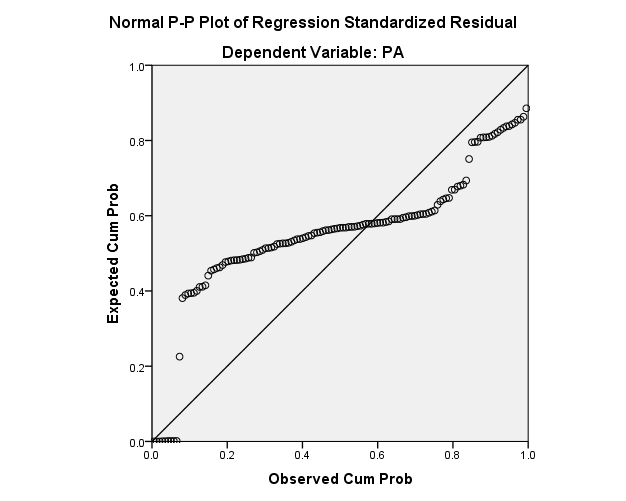 Normal P-P Plot of Regression Standardized Residual
Dependent Variable: PA
1.0
0.8
0.6
0.4
0.2
0.0
Expected Cum Prob
0.0 0.2 0.4 0.6 0.8 1.0
Observed Cum Prob